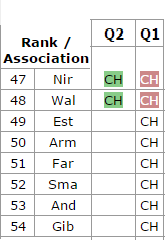 Rank / Association Q2 Q1
47 Nir CH CH
48 Wal CH CH
49 Est CH
50 Arm CH
51 Far CH
52 Sma CH
53 And CH
54 Gib CH